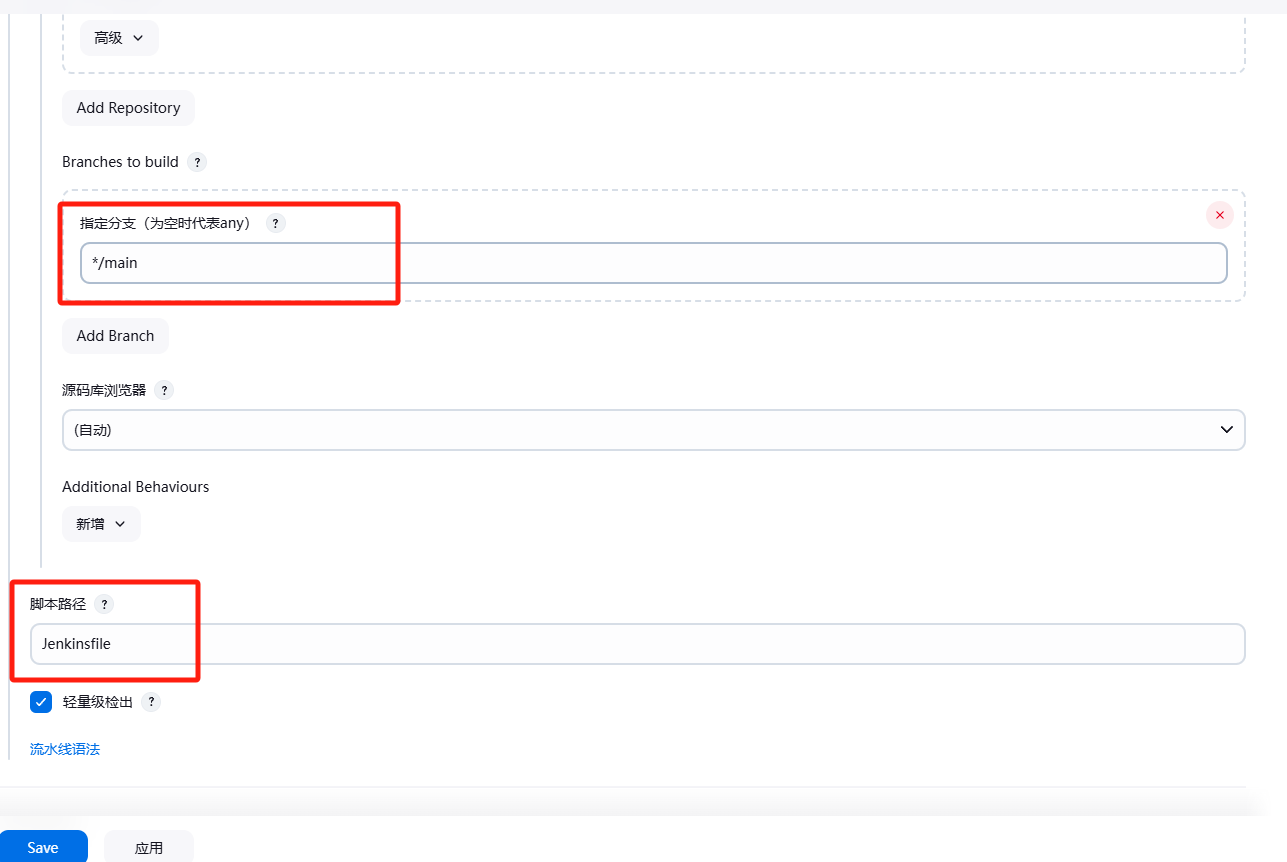 高级
Add Repository
Branches to build ?
指定分支（为空时代表any） ?
*/main
Add Branch
源码库浏览器 ?
(自动)
Additional Behaviours
新增
脚本路径 ?
Jenkinsfile
轻量级检出 ?
流水线语法
Save 应用